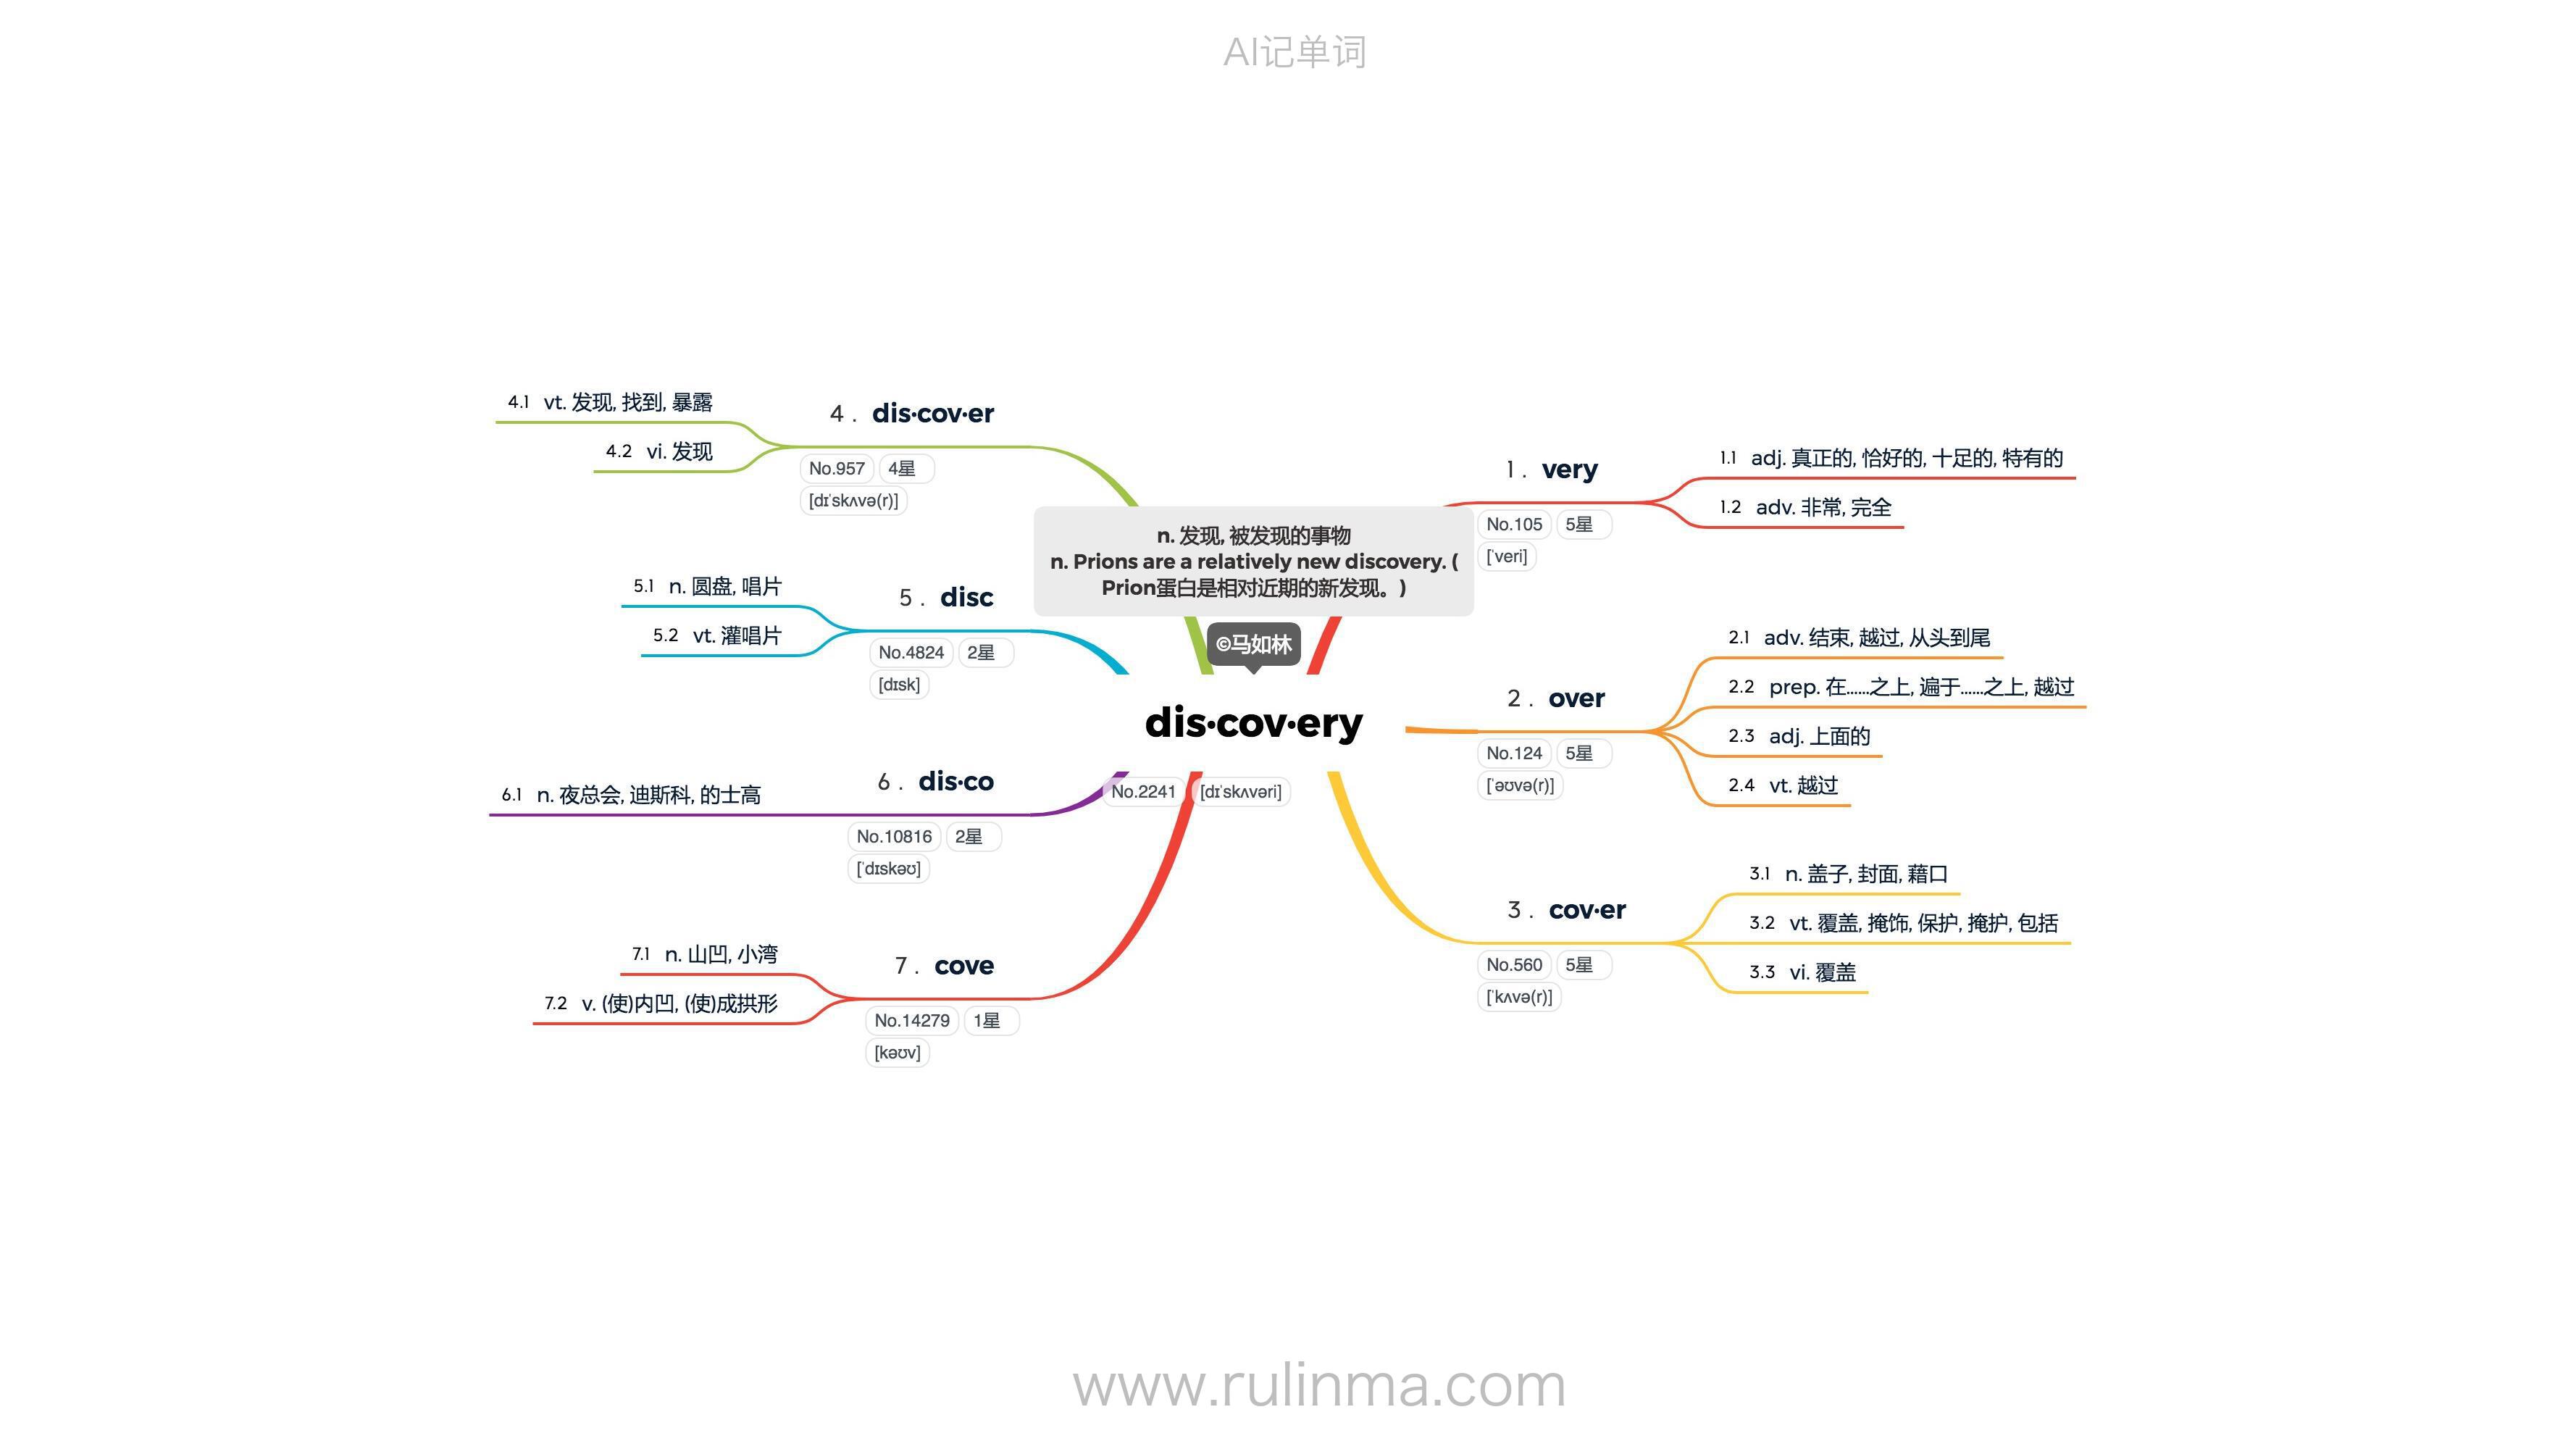 AI记单词
n. 发现, 被发现的事物
n. Prions are a relatively new discovery. (
Prion蛋白是相对近期的新发现。)
©马如林
dis·cov·ery
No.2241 [dɪˈskʌvəri]
1. very
No.105 5星
[ˈveri]
1.1 adj. 真正的, 恰好的, 十足的, 特有的
1.2 adv. 非常, 完全
2. over
No.124 5星
[ˈəʊvə(r)]
2.1 adv. 结束, 越过, 从头到尾
2.2 prep. 在......之上, 遍于......之上, 越过
2.3 adj. 上面的
2.4 vt. 越过
3. cov·er
No.560 5星
[ˈkʌvə(r)]
3.1 n. 盖子, 封面, 藉口
3.2 vt. 覆盖, 掩饰, 保护, 掩护, 包括
3.3 vi. 覆盖
4. dis·cov·er
No.957 4星
[dɪˈskʌvə(r)]
4.1 vt. 发现, 找到, 暴露
4.2 vi. 发现
5. disc
No.4824 2星
[dɪsk]
5.1 n. 圆盘, 唱片
5.2 vt. 灌唱片
6. dis·co
No.10816 2星
[ˈdɪskəʊ]
6.1 n. 夜总会, 迪斯科, 的士高
7. cove
No.14279 1星
[kəʊv]
7.1 n. 山凹, 小湾
7.2 v. (使)内凹, (使)成拱形
www.rulinma.com